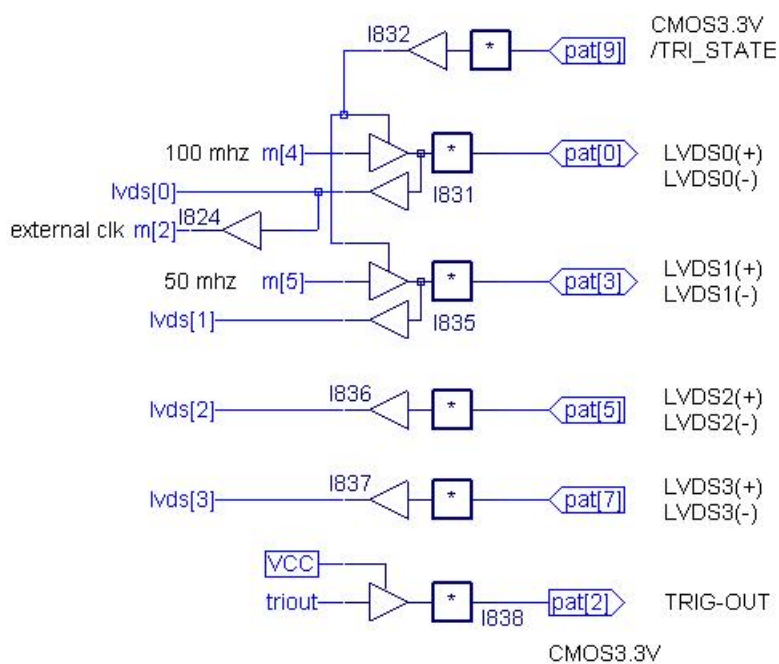 I832 * pat[9] CMOS3.3V
/TRI_STATE
100 mhz m[4] * pat[0] LVDS0(+)
lvds[0] I831 LVDS0(-)
I824
external clk m[2]
50 mhz m[5] * pat[3] LVDS1(+)
lvds[1] I835 LVDS1(-)
I836 LVDS2(+)
lvds[2] * pat[5] LVDS2(-)
I837 LVDS3(+)
lvds[3] * pat[7] LVDS3(-)
VCC
triout * I838 pat[2] TRIG-OUT
CMOS3.3V